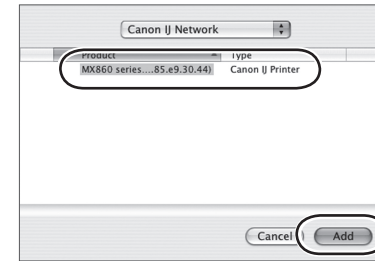 Canon IJ Network
Product Type
MX860 series....85.e9.30.44) Canon IJ Printer
Cancel Add